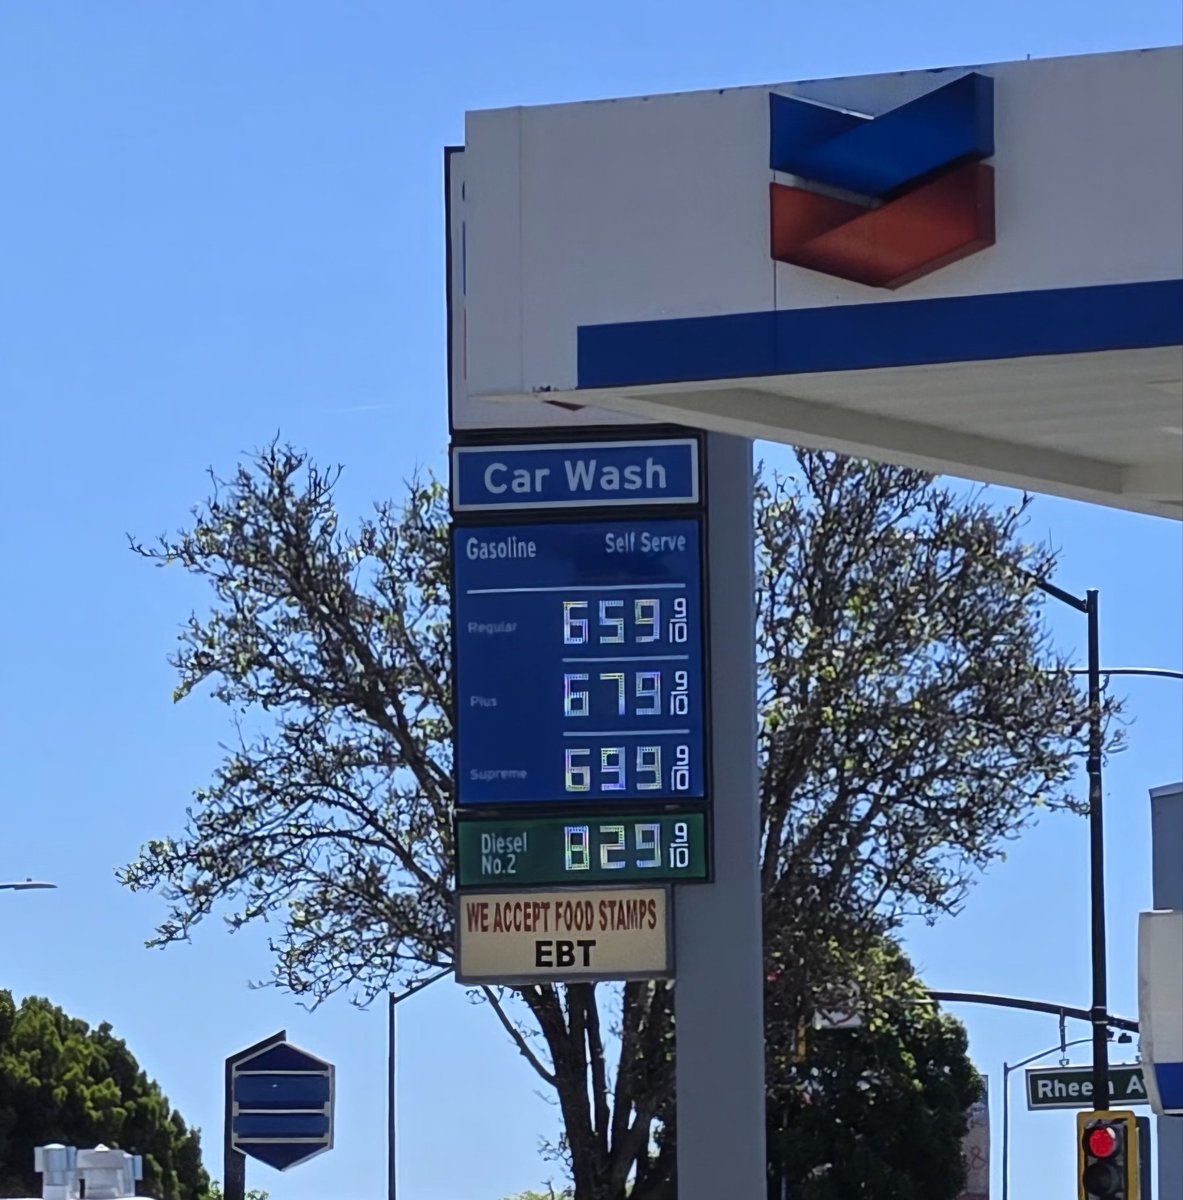 Car Wash
Gasoline Self Serve
Regular 659 9/10
Plus 679 9/10
Supreme 699 9/10
Diesel 829 9/10
No.2
WE ACCEPT FOOD STAMPS
EBT